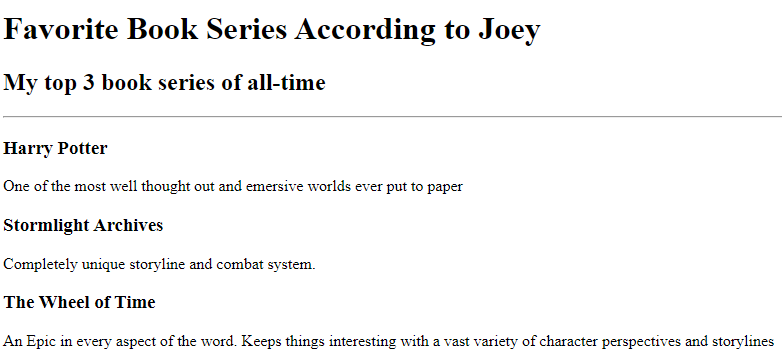 Favorite Book Series According to Joey
My top 3 book series of all-time
Harry Potter
One of the most well thought out and emersive worlds ever put to paper
Stormlight Archives
Completely unique storyline and combat system.
The Wheel of Time
An Epic in every aspect of the word. Keeps things interesting with a vast variety of character perspectives and storylines